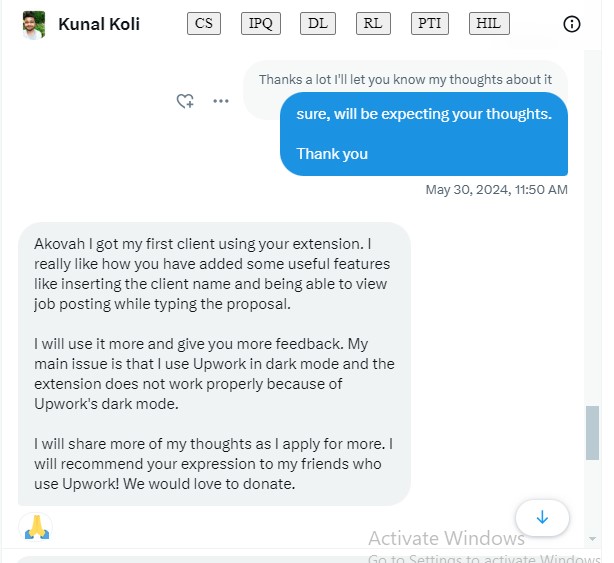 Kunal Koli
CS IPQ DL RL PTI HIL
Thanks a lot I'll let you know my thoughts about it
sure, will be expecting your thoughts.
Thank you
May 30, 2024, 11:50 AM
Akovah I got my first client using your extension. I
really like how you have added some useful features
like inserting the client name and being able to view
job posting while typing the proposal.
I will use it more and give you more feedback. My
main issue is that I use Upwork in dark mode and the
extension does not work properly because of
Upwork's dark mode.
I will share more of my thoughts as I apply for more. I
will recommend your expression to my friends who
use Upwork! We would love to donate.
Activate Windows
Go to Settings to activate Windows